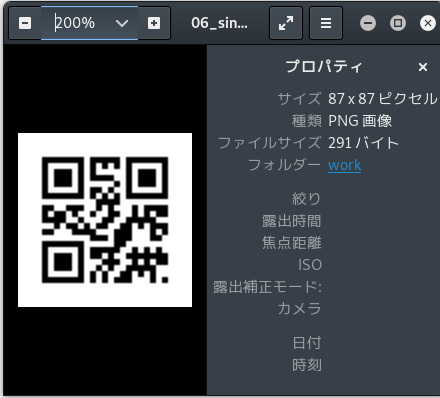 200%
06_sin...
プロパティ
サイズ 87 x 87 ピクセル
種類 PNG 画像
ファイルサイズ 291 バイト
フォルダー work
絞り
露出時間
焦点距離
ISO
露出補正モード:
カメラ
日付
時刻